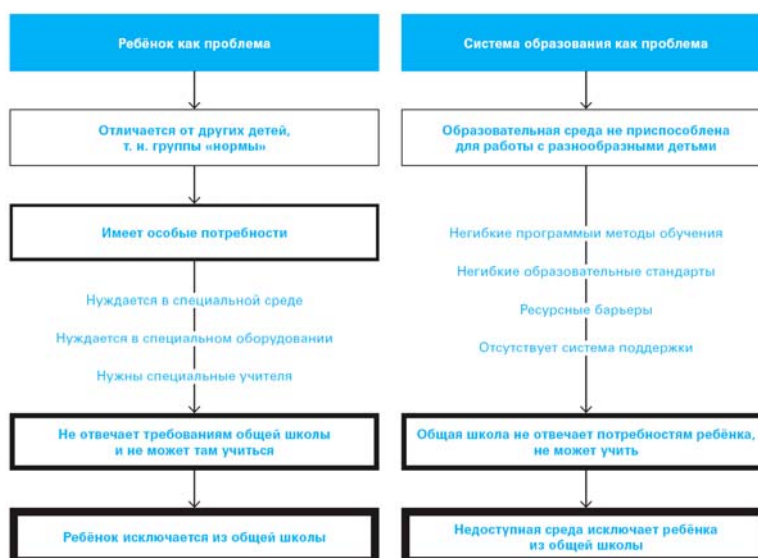 Ребёнок как проблема
Отличается от других детей,
т. н. группы «нормы»
Имеет особые потребности
Нуждается в специальной среде
Нуждается в специальном оборудовании
Нужны специальные учителя
Не отвечает требованиям общей школы
и не может там учиться
Ребёнок исключается из общей школы
Система образования как проблема
Образовательная среда не приспособлена
для работы с разнообразными детьми
Негибкие программыи методы обучения
Негибкие образовательные стандарты
Ресурсные барьеры
Отсутствует система поддержки
Общая школа не отвечает потребностям ребёнка,
не может учить
Недоступная среда исключает ребёнка
из общей школы